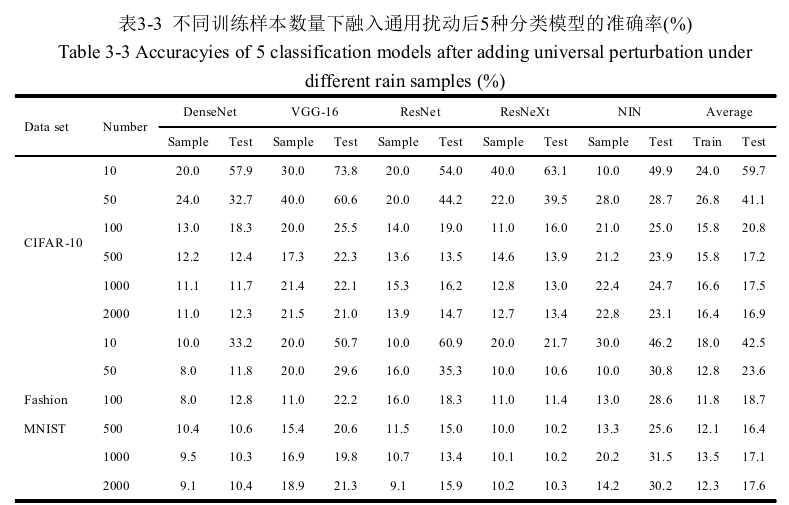 表3-3 不同训练样本数量下融入通用扰动后5种分类模型的准确率(%)
Table 3-3 Accuracyies of 5 classification models after adding universal perturbation under
different rain samples (%)
Data set Number DenseNet VGG-16 ResNet ResNeXt NIN Average
Sample Test Sample Test Sample Test Sample Test Sample Test Train Test
CIFAR-10
10 20.0 57.9 30.0 73.8 20.0 54.0 40.0 63.1 10.0 49.9 24.0 59.7
50 24.0 32.7 40.0 60.6 20.0 44.2 22.0 39.5 28.0 28.7 26.8 41.1
100 13.0 18.3 20.0 25.5 14.0 19.0 11.0 16.0 21.0 25.0 15.8 20.8
500 12.2 12.4 17.3 22.3 13.6 13.5 14.6 13.9 21.2 23.9 15.8 17.2
1000 11.1 11.7 21.4 22.1 15.3 16.2 12.8 13.0 22.4 24.7 16.6 17.5
2000 11.0 12.3 21.5 21.0 13.9 14.7 12.7 13.4 22.8 23.1 16.4 16.9
10 10.0 33.2 20.0 50.7 10.0 60.9 20.0 21.7 30.0 46.2 18.0 42.5
50 8.0 11.8 20.0 29.6 16.0 35.3 10.0 10.6 10.0 30.8 12.8 23.6
Fashion 100 8.0 12.8 11.0 22.2 16.0 18.3 11.0 11.4 13.0 28.6 11.8 18.7
MNIST 500 10.4 10.6 15.4 20.6 11.5 15.0 10.0 10.2 13.3 25.6 12.1 16.4
1000 9.5 10.3 16.9 19.8 10.7 13.4 10.1 10.2 20.2 31.5 13.5 17.1
2000 9.1 10.4 18.9 21.3 9.1 15.9 10.2 10.3 14.2 30.2 12.3 17.6